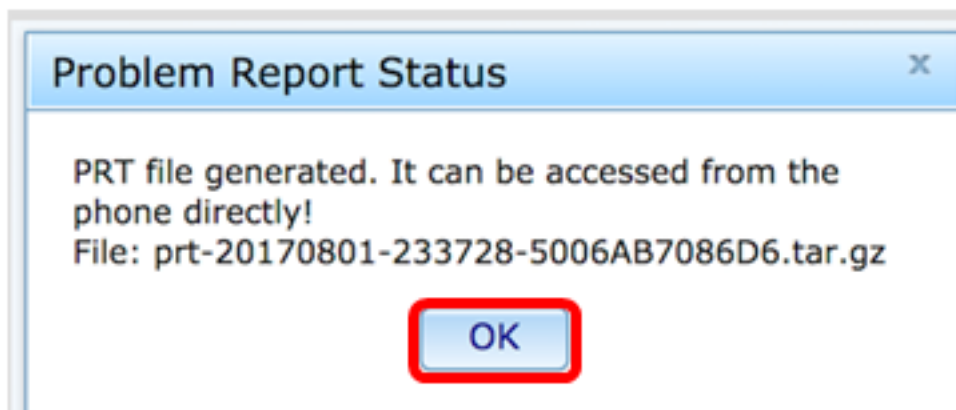 Problem Report Status
x
PRT file generated. It can be accessed from the
phone directly!
File: prt-20170801-233728-5006AB7086D6.tar.gz
OK